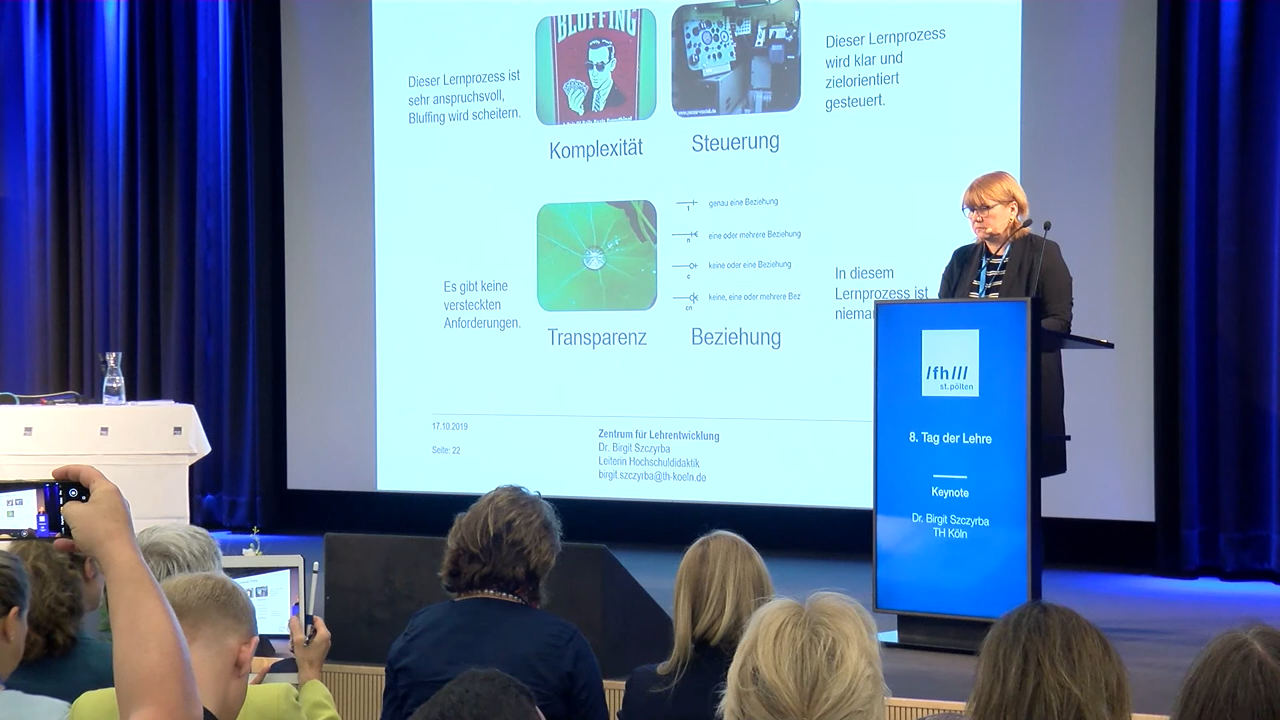 BLUFFING
Dieser Lernprozess ist
sehr anspruchsvoll,
Bluffing wird scheitern.
Komplexität
Dieser Lernprozess
wird klar und
zielorientiert
gesteuert.
Steuerung
Es gibt keine
versteckten
Anforderungen.
Transparenz
1
genau eine Beziehung
n
eine oder mehrere Beziehung
c
keine oder eine Beziehung
cn
keine, eine oder mehrere Bez
Beziehung
In diesem
Lernprozess ist
17.10.2019
Seite: 22
Zentrum für Lehrentwicklung
Dr. Birgit Szczyrba
Leiterin Hochschuldidaktik
birgit.szczyrba@th-koeln.de
/fh///
st.pölten
8. Tag der Lehre
Keynote
Dr. Birgit Szczyrba
TH Köln